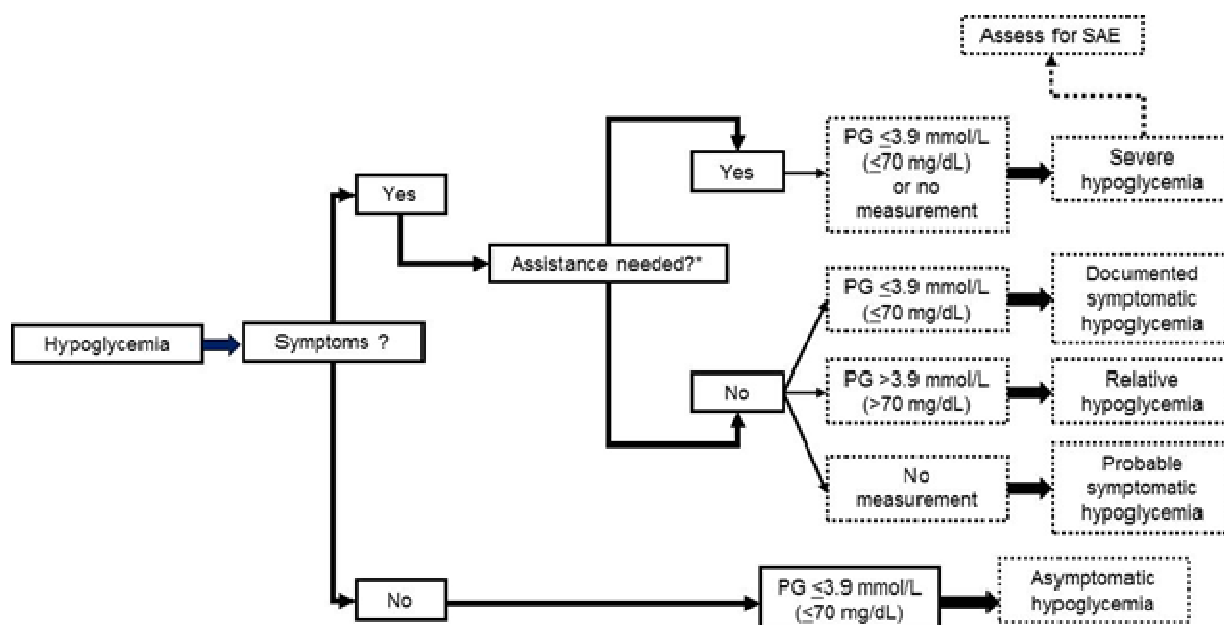 Assess for SAE
Yes
PG ≤3.9 mmol/L
(≤70 mg/dL)
or no
measurement
Severe
hypoglycemia
Yes
Assistance needed?*
PG ≤3.9 mmol/L
(≤70 mg/dL)
Documented
symptomatic
hypoglycemia
Hypoglycemia
Symptoms ?
No
PG >3.9 mmol/L
(>70 mg/dL)
Relative
hypoglycemia
No
measurement
Probable
symptomatic
hypoglycemia
No
PG ≤3.9 mmol/L
(≤70 mg/dL)
Asymptomatic
hypoglycemia